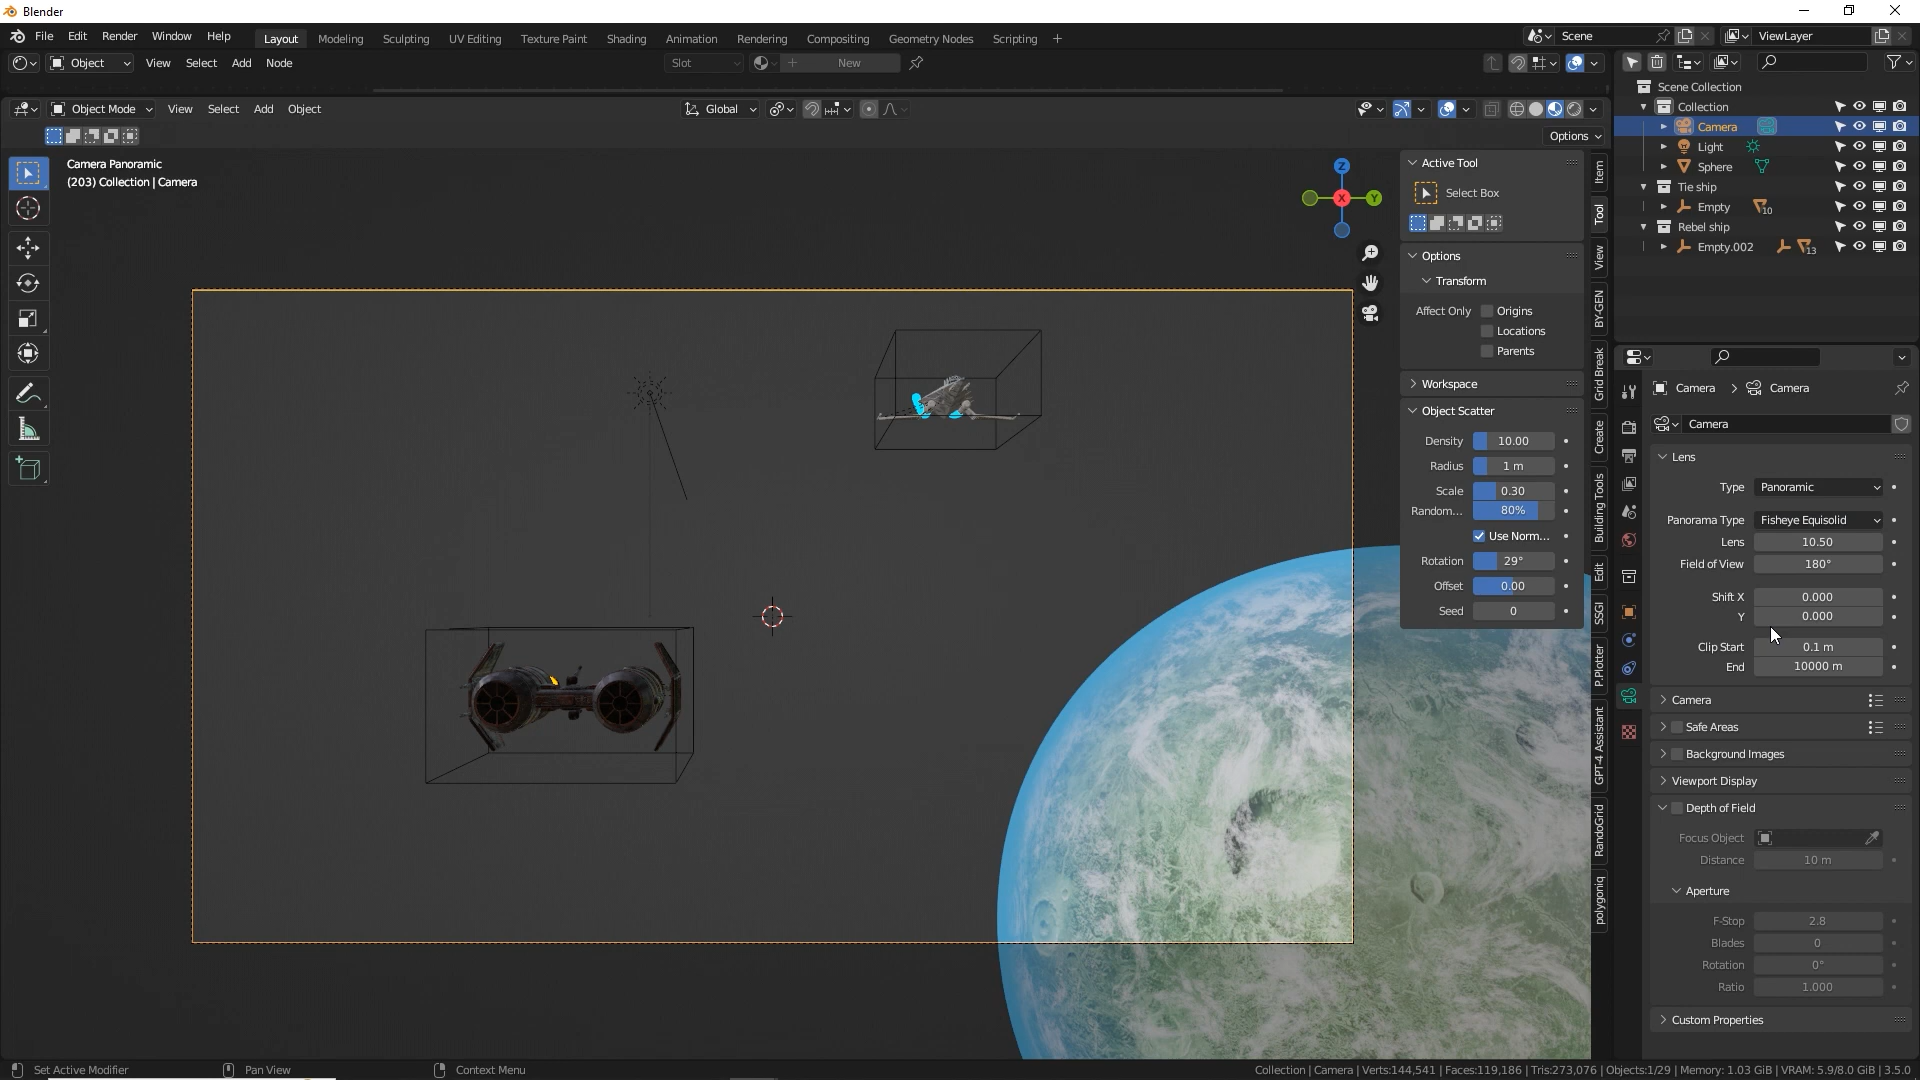 Blender
File Edit Render Window Help Layout Modeling Sculpting UV Editing Texture Paint Shading Animation Rendering Compositing Geometry Nodes Scripting + Scene ViewLayer
Object View Select Add Node Slot New
Object Mode View Select Add Object Global
Options
Camera Panoramic
(203) Collection | Camera
Z
X
Y
Active Tool
Select Box
Options
Transform
Affect Only Origins
Locations
Parents
Workspace
Object Scatter
Density 10.00
Radius 1 m
Scale 0.30
Random... 80%
Use Norm...
Rotation 29°
Offset 0.00
Seed 0
Item
Tool
View
BY-GEN
Grid Break
Create
Building Tools
Edit
SSGI
P.Plotter
GPT-4 Assistant
RandoGrid
polygoniq
Scene Collection
Collection
Camera
Light
Sphere
Tie ship
Empty 10
Rebel ship
Empty.002 13
Camera > Camera
Camera
Lens
Type Panoramic
Panorama Type Fisheye Equisolid
Lens 10.50
Field of View 180°
Shift X 0.000
Y 0.000
Clip Start 0.1 m
End 10000 m
Camera
Safe Areas
Background Images
Viewport Display
Depth of Field
Focus Object
Distance 10 m
Aperture
F-Stop 2.8
Blades 0
Rotation 0°
Ratio 1.000
Custom Properties
Set Active Modifier Pan View Context Menu Collection | Camera | Verts:144,541 | Faces:119,186 | Tris:273,076 | Objects:1/29 | Memory: 1.03 GiB | VRAM: 5.9/8.0 GiB | 3.5.0